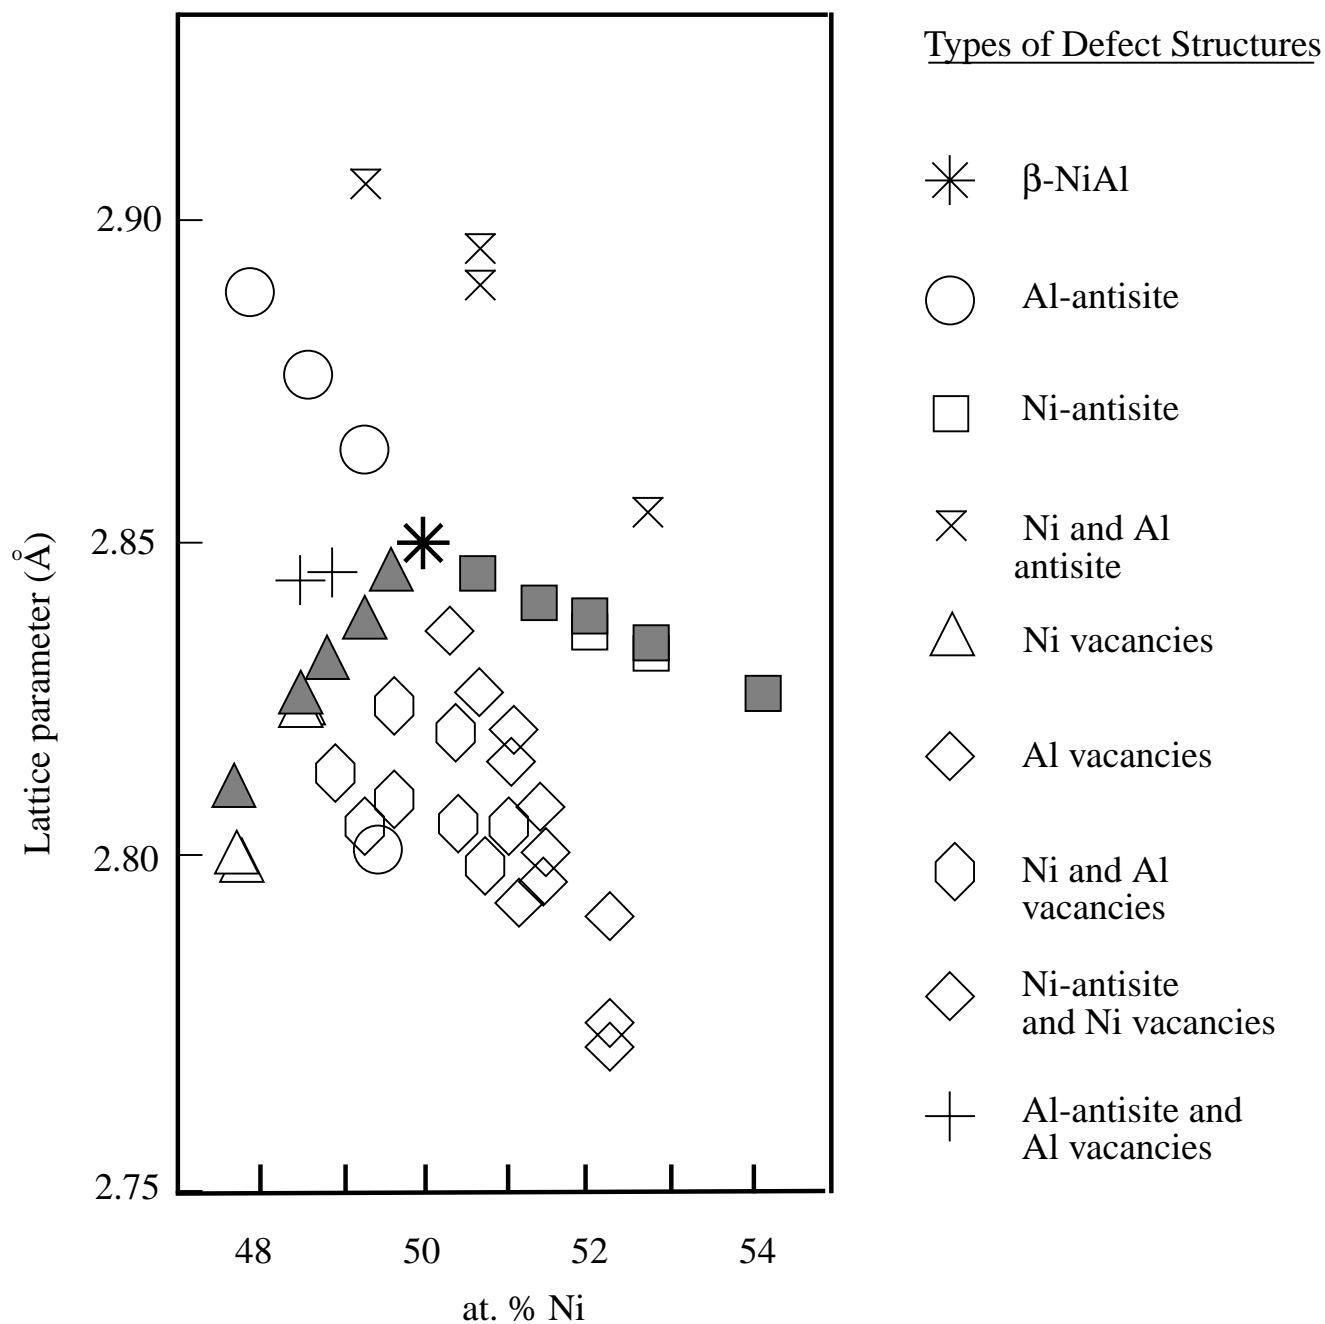 Types of Defect Structures
β-NiAl
2.90
Al-antisite
Ni-antisite
Ni and Al
antisite
2.85
Ni vacancies
Lattice parameter (Å)
Al vacancies
2.80
Ni and Al
vacancies
Ni-antisite
and Ni vacancies
Al-antisite and
Al vacancies
2.75
48 50 52 54
at. % Ni